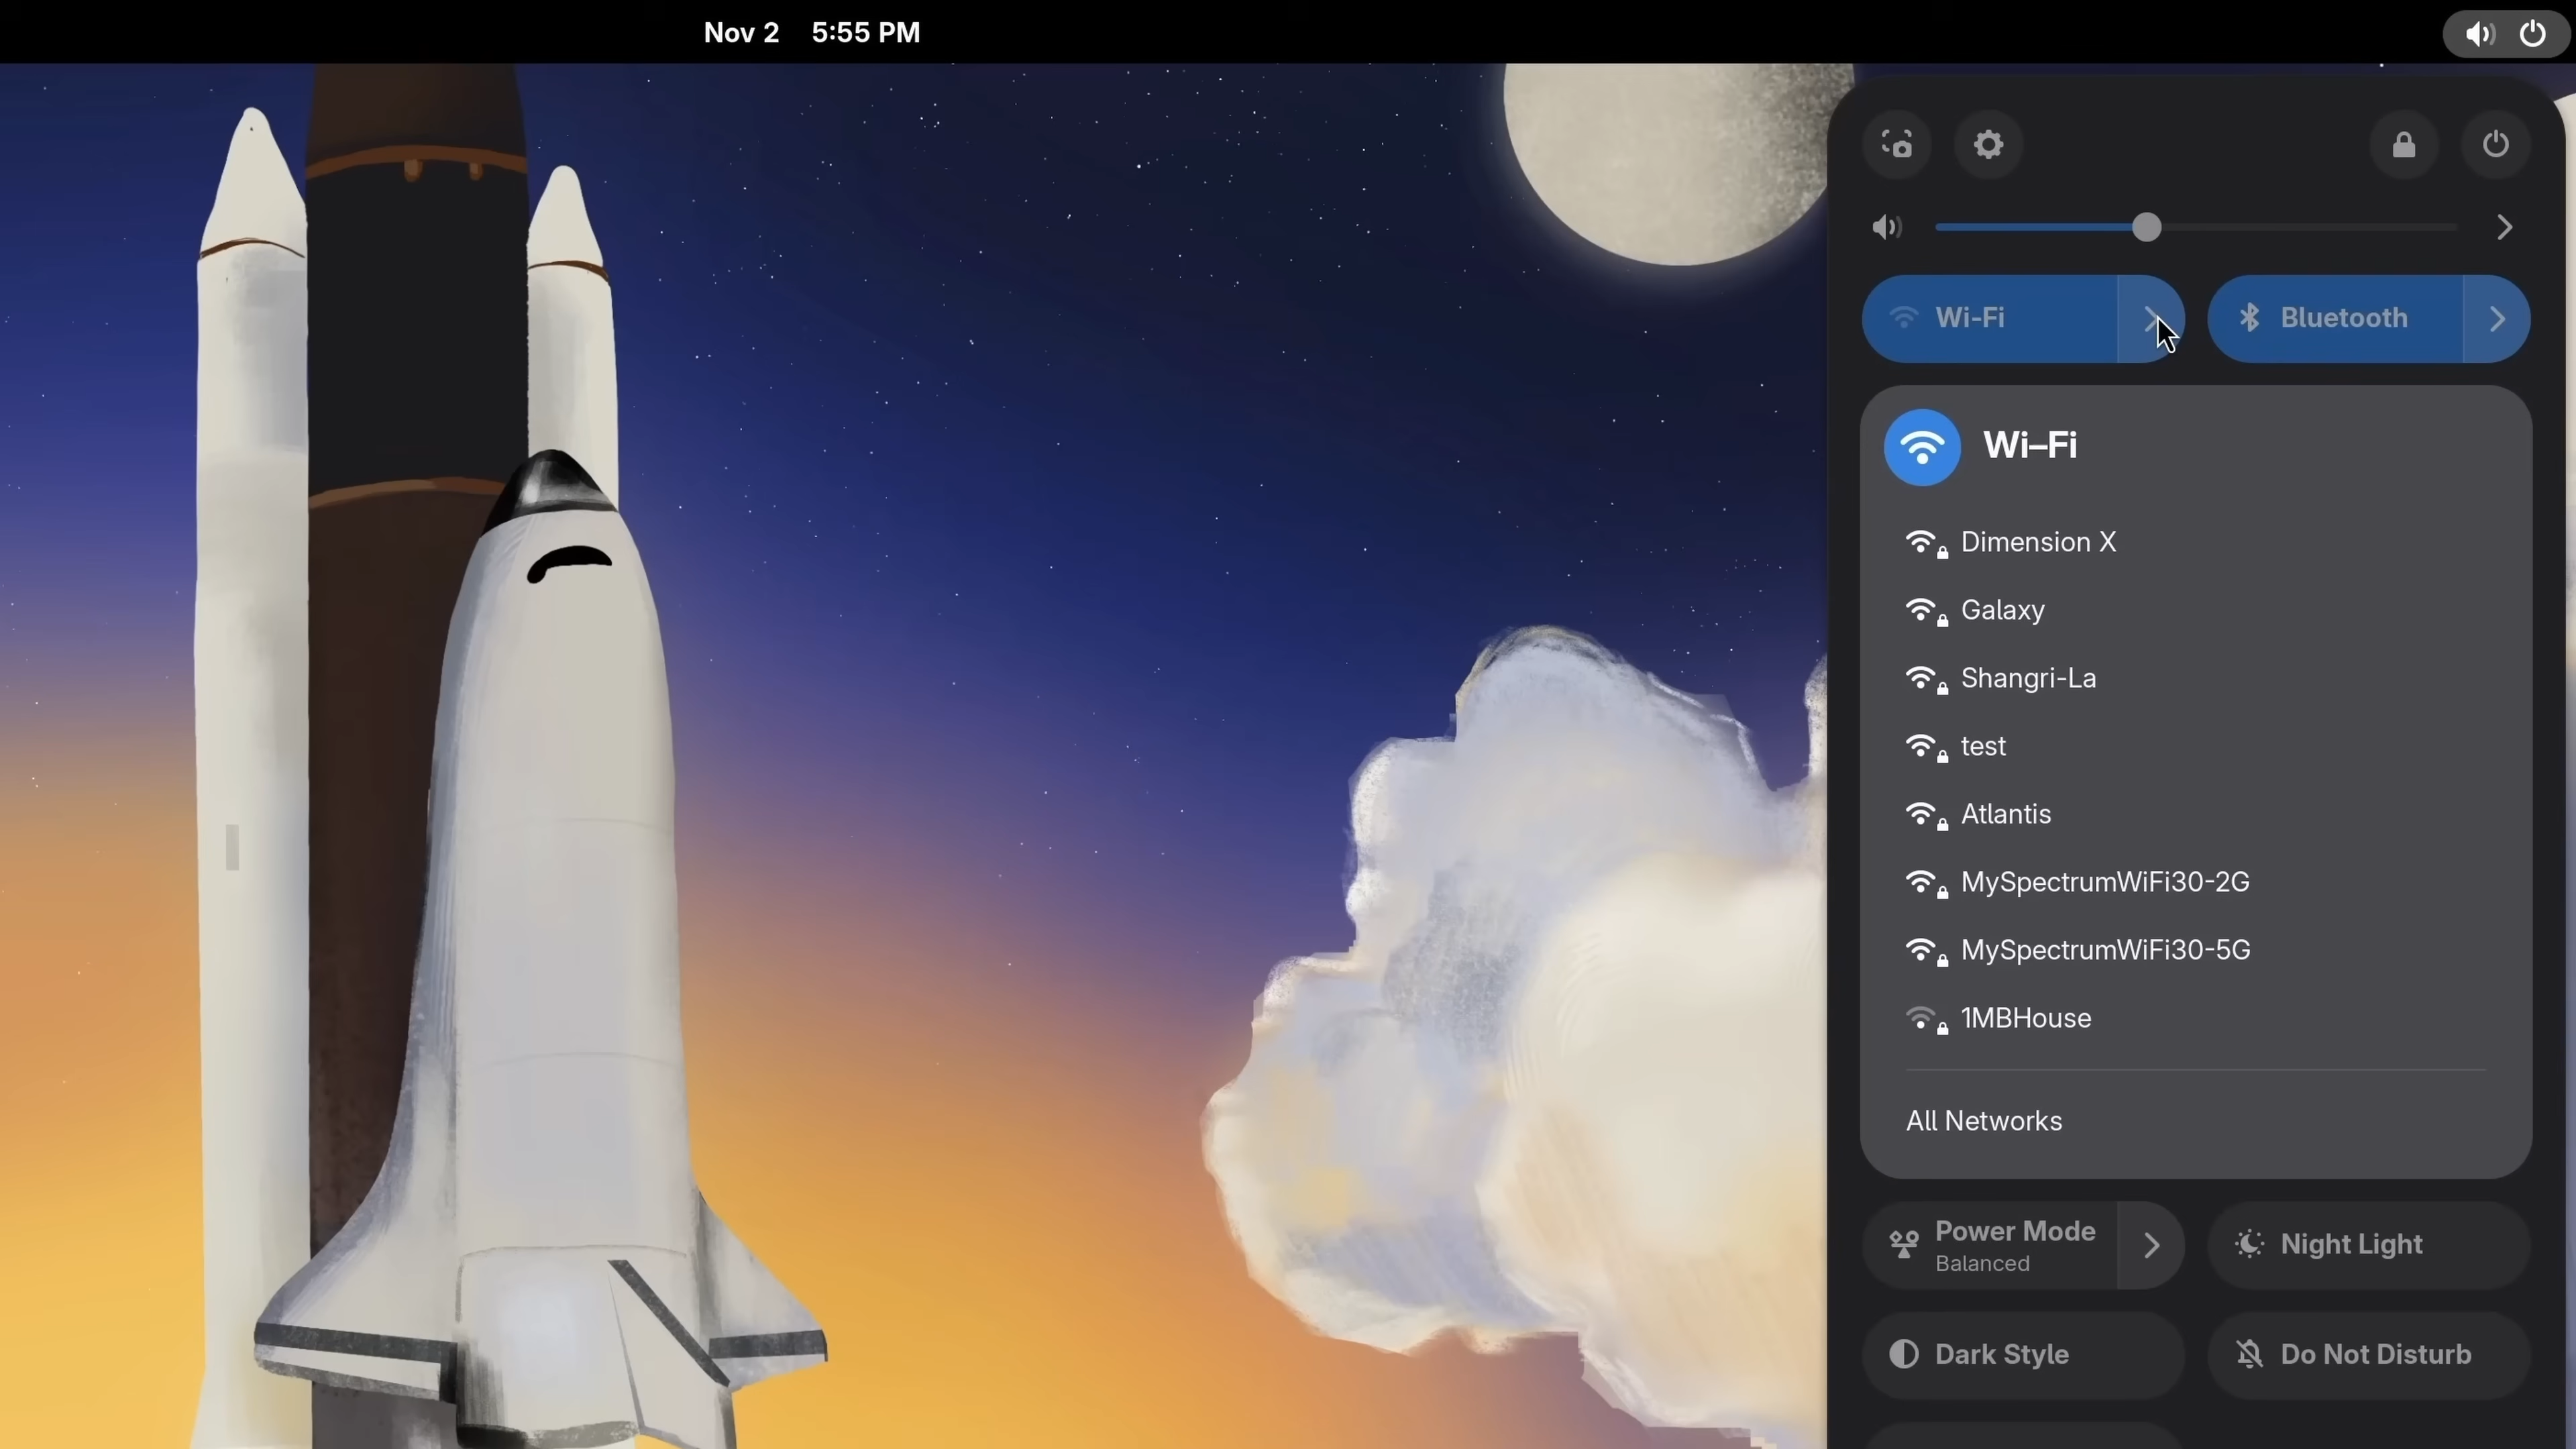 Nov 2 5:55 PM
Wi-Fi
Bluetooth
Wi–Fi
Dimension X
Galaxy
Shangri-La
test
Atlantis
MySpectrumWiFi30-2G
MySpectrumWiFi30-5G
1MBHouse
All Networks
Power Mode
Balanced
Night Light
Dark Style
Do Not Disturb